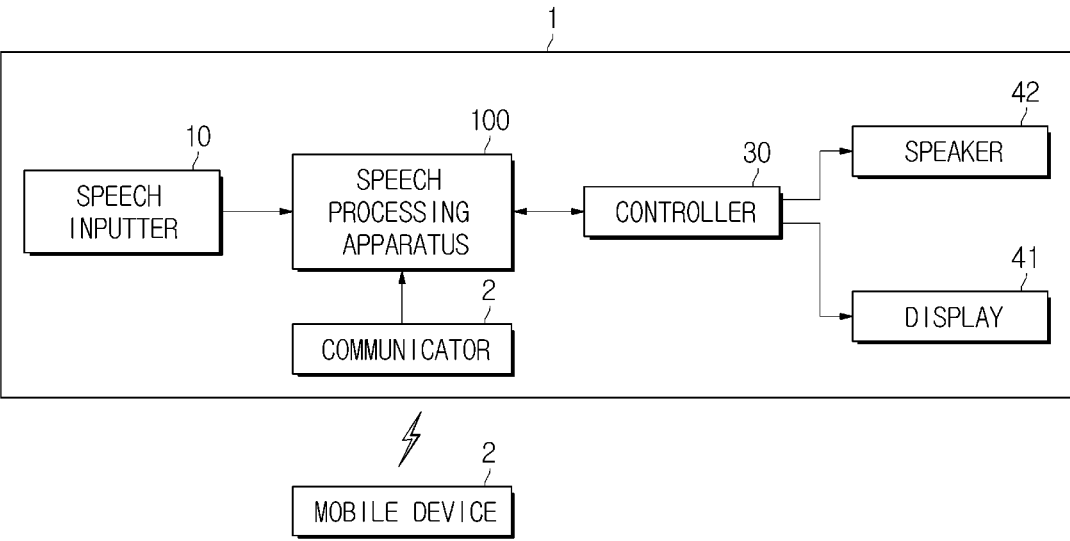 1
42
SPEAKER
100
10
SPEECH
PROCESSING
APPARATUS
30
SPEECH
INPUTTER
CONTROLLER
41
DISPLAY
2
COMMUNICATOR
2
MOBILE DEVICE